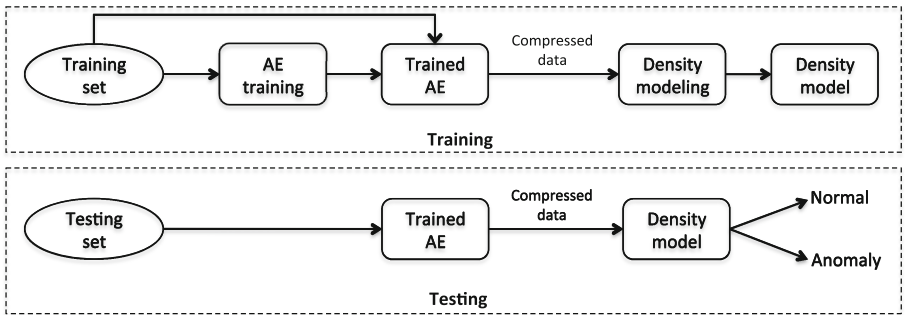 Training
set
AE
training
Trained
AE
Compressed
data
Density
modeling
Density
model
Training
Testing
set
Trained
AE
Compressed
data
Density
model
Normal
Anomaly
Testing